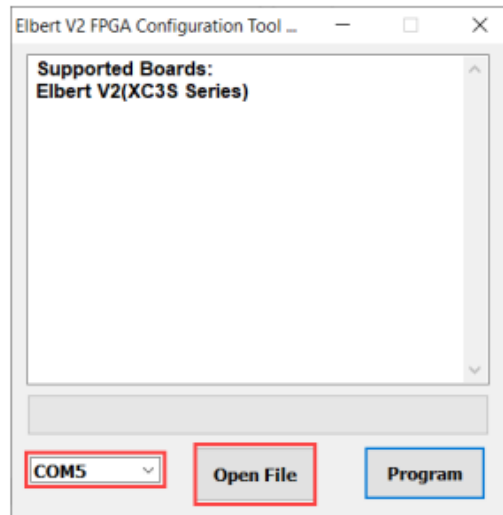 Elbert V2 FPGA Configuration Tool ...
Supported Boards:
Elbert V2(XC3S Series)
COM5
Open File
Program